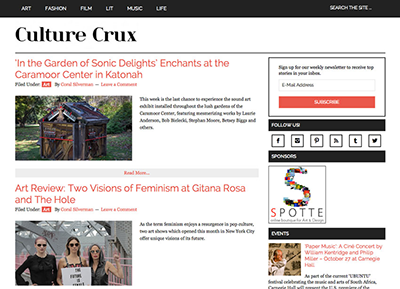 ART FASHION FILM LIT MUSIC LIFE SEARCH THE SITE ...
Culture Crux
'In the Garden of Sonic Delights' Enchants at the
Caramoor Center in Katonah
Filed Under: Art By Coral Silverman — Leave a Comment
This week is the last chance to experience the sound art
exhibit installed throughout the lush gardens of the
Caramoor Center, featuring mesmerizing works by Laurie
Anderson, Bob Bielecki, Stephan Moore, Betsey Biggs and
others.
Read More...
Art Review: Two Visions of Feminism at Gitana Rosa
and The Hole
Filed Under: Art By Coral Silverman — Leave a Comment
As the term feminism enjoys a resurgence in pop culture,
two art shows which opened this month in New York City
offer unique visions of its future.
Sign up for our weekly newsletter to receive top
stories in your inbox.
E-Mail Address
SUBSCRIBE
FOLLOW US!
SPONSORS
SPOTTE
EVENTS
'Paper Music' A Ciné Concert by
William Kentridge and Philip
Miller – October 27 at Carnegie
Hall
As part of the current "UBUNTU"
festival celebrating the music and arts of South Africa,
Carnegie Hall will present the U.S. premiere of the